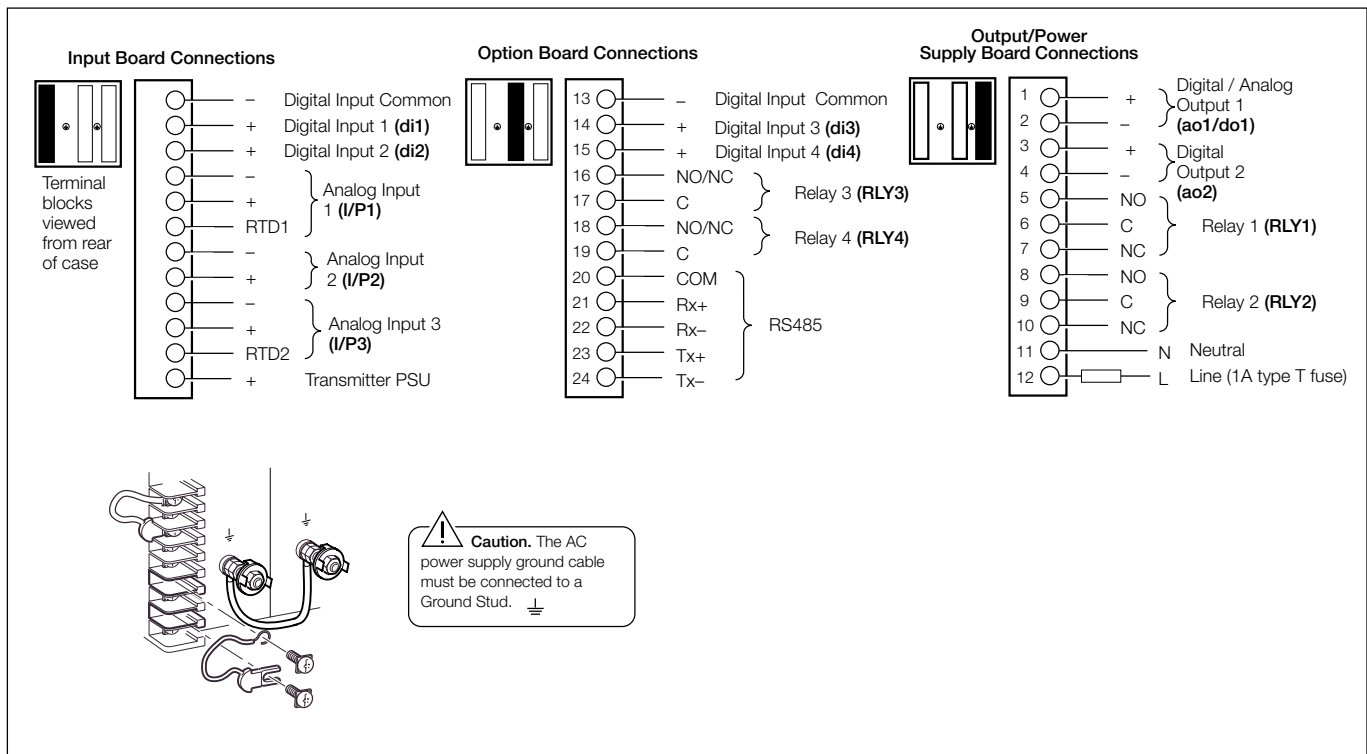 Input Board Connections
– Digital Input Common
+ Digital Input 1 (di1)
+ Digital Input 2 (di2)
–
+
RTD1
Analog Input
1 (I/P1)
–
+
Analog Input
2 (I/P2)
–
+
RTD2
Analog Input 3
(I/P3)
+ Transmitter PSU
Terminal
blocks
viewed
from rear
of case
Option Board Connections
13 – Digital Input Common
14 + Digital Input 3 (di3)
15 + Digital Input 4 (di4)
16 NO/NC
17 C
Relay 3 (RLY3)
18 NO/NC
19 C
Relay 4 (RLY4)
20 COM
21 Rx+
22 Rx–
23 Tx+
24 Tx–
RS485
Output/Power
Supply Board Connections
1 +
2 –
Digital / Analog
Output 1
(ao1/do1)
3 +
4 –
Digital
Output 2
(ao2)
5 NO
6 C
7 NC
Relay 1 (RLY1)
8 NO
9 C
10 NC
Relay 2 (RLY2)
11 N Neutral
12 L Line (1A type T fuse)
Caution. The AC
power supply ground cable
must be connected to a
Ground Stud.